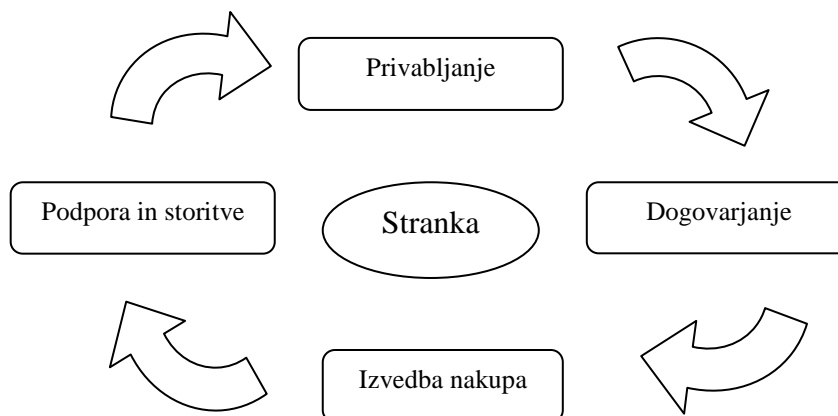 Privabljanje
Podpora in storitve
Stranka
Dogovarjanje
Izvedba nakupa